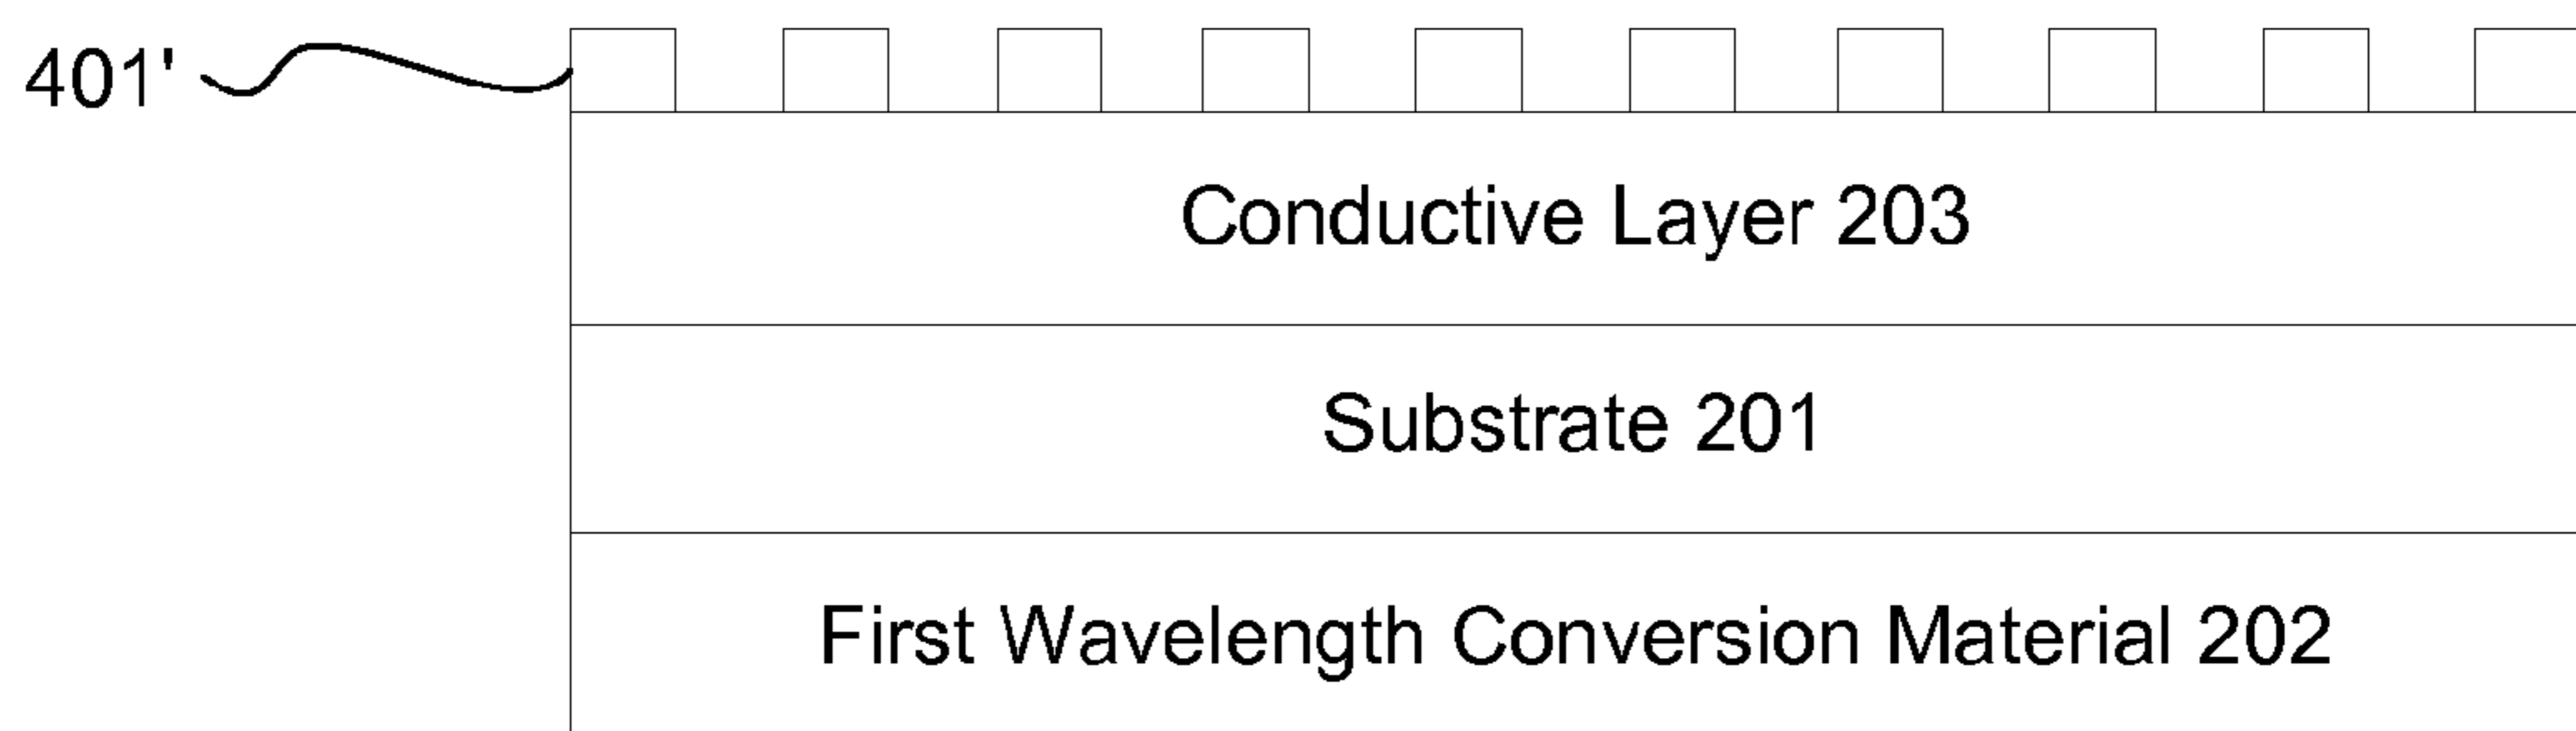 401'
Conductive Layer 203
Substrate 201
First Wavelength Conversion Material 202